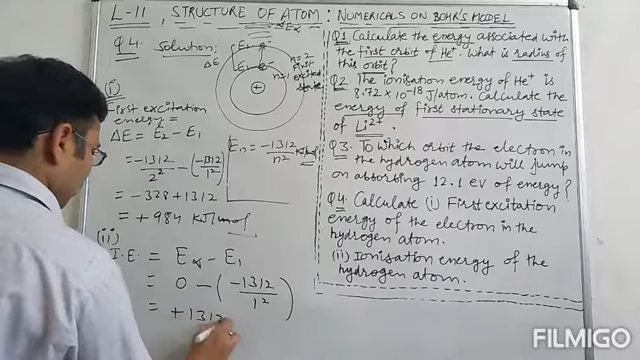 L-11, STRUCTURE OF ATOM: NUMERICALS ON BOHR'S MODEL
Q4. Solution:
ΔE
E∝
E2 e-
E1 e-
n=2
First
n=1 excited
state
+
(i)
First excitation
energy =
ΔE = E2 - E1
= -1312/2² - (-1312/1²)
= -328 + 1312
= + 984 KJ/mol
En = -1312/n² KJ/mol
(ii)
I.E. = E∝ - E1
= 0 - (-1312/1²)
= +1312
Q1 Calculate the energy associated with
the first orbit of He+. What is radius of
this orbit?
Q2 The ionisation energy of He+ is
8.72 × 10-18 J/atom. Calculate the
energy of first stationary state
of Li2+
Q.3 To which orbit the electron in
the hydrogen atom will jump
on absorbing 12.1 ev of energy?
Q4 Calculate (i) First excitation
energy of the electron in the
hydrogen atom.
(ii) Ionisation energy of the
hydrogen atom.
FILMIGO